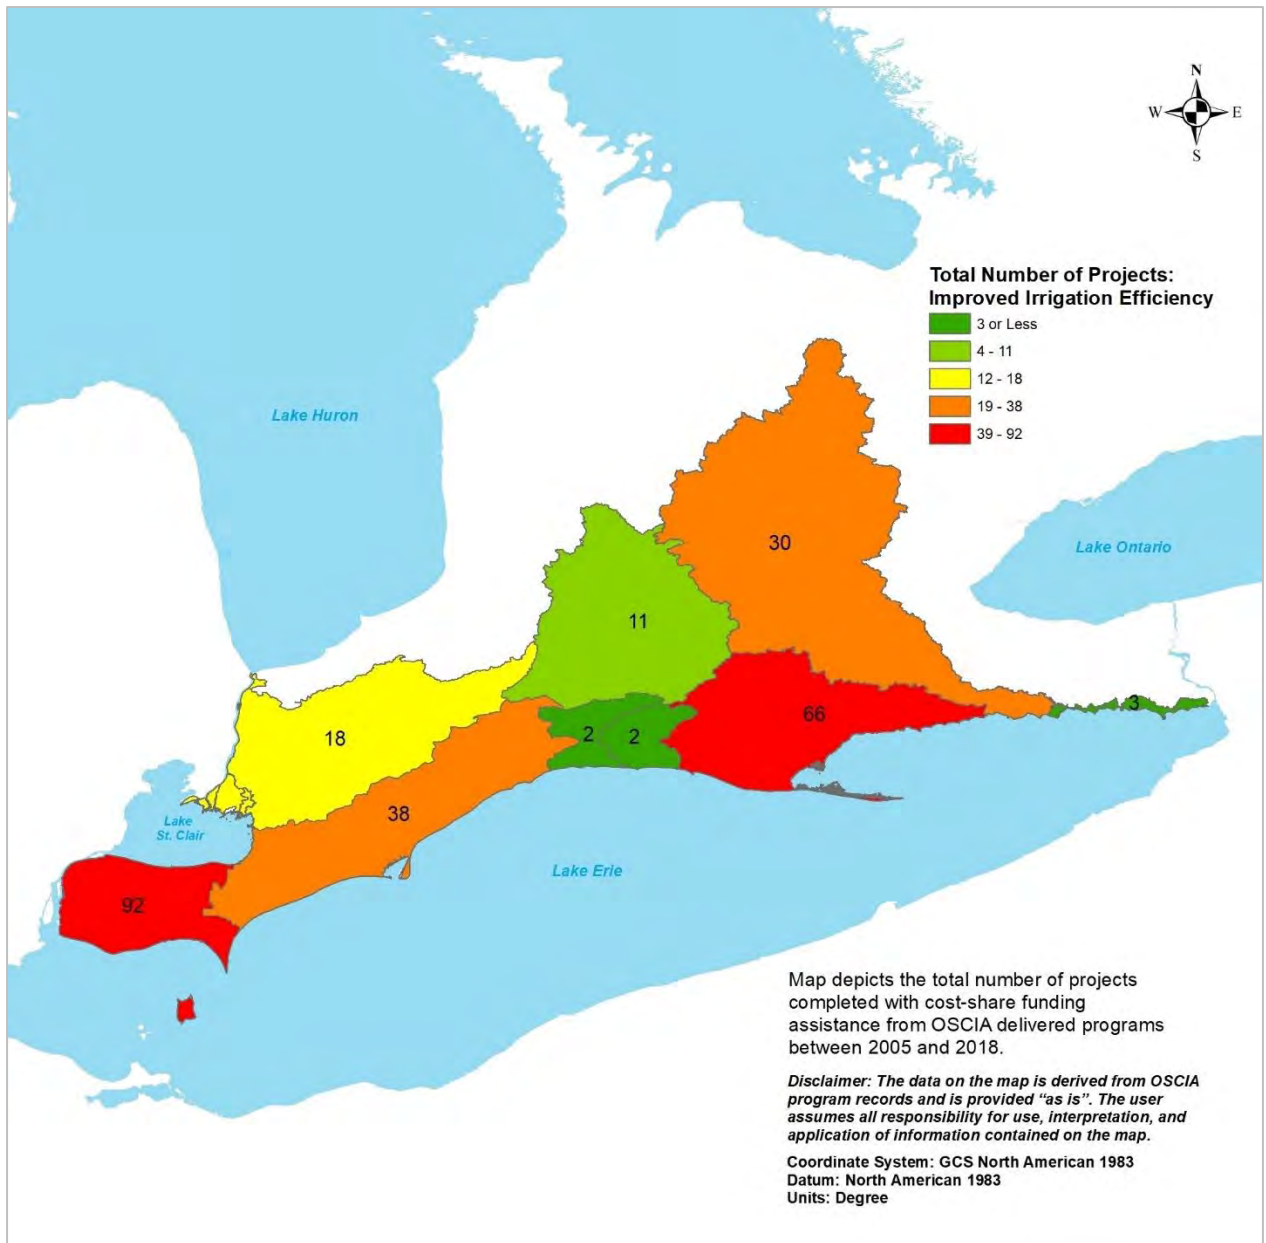 N
W E
S
Total Number of Projects:
Improved Irrigation Efficiency
3 or Less
4 - 11
12 - 18
19 - 38
39 - 92
Lake Huron
Lake Ontario
30
11
66
3
18
2
2
38
Lake
St. Clair
Lake Erie
92
Map depicts the total number of projects
completed with cost-share funding
assistance from OSCIA delivered programs
between 2005 and 2018.
Disclaimer: The data on the map is derived from OSCIA
program records and is provided “as is”. The user
assumes all responsibility for use, interpretation, and
application of information contained on the map.
Coordinate System: GCS North American 1983
Datum: North American 1983
Units: Degree